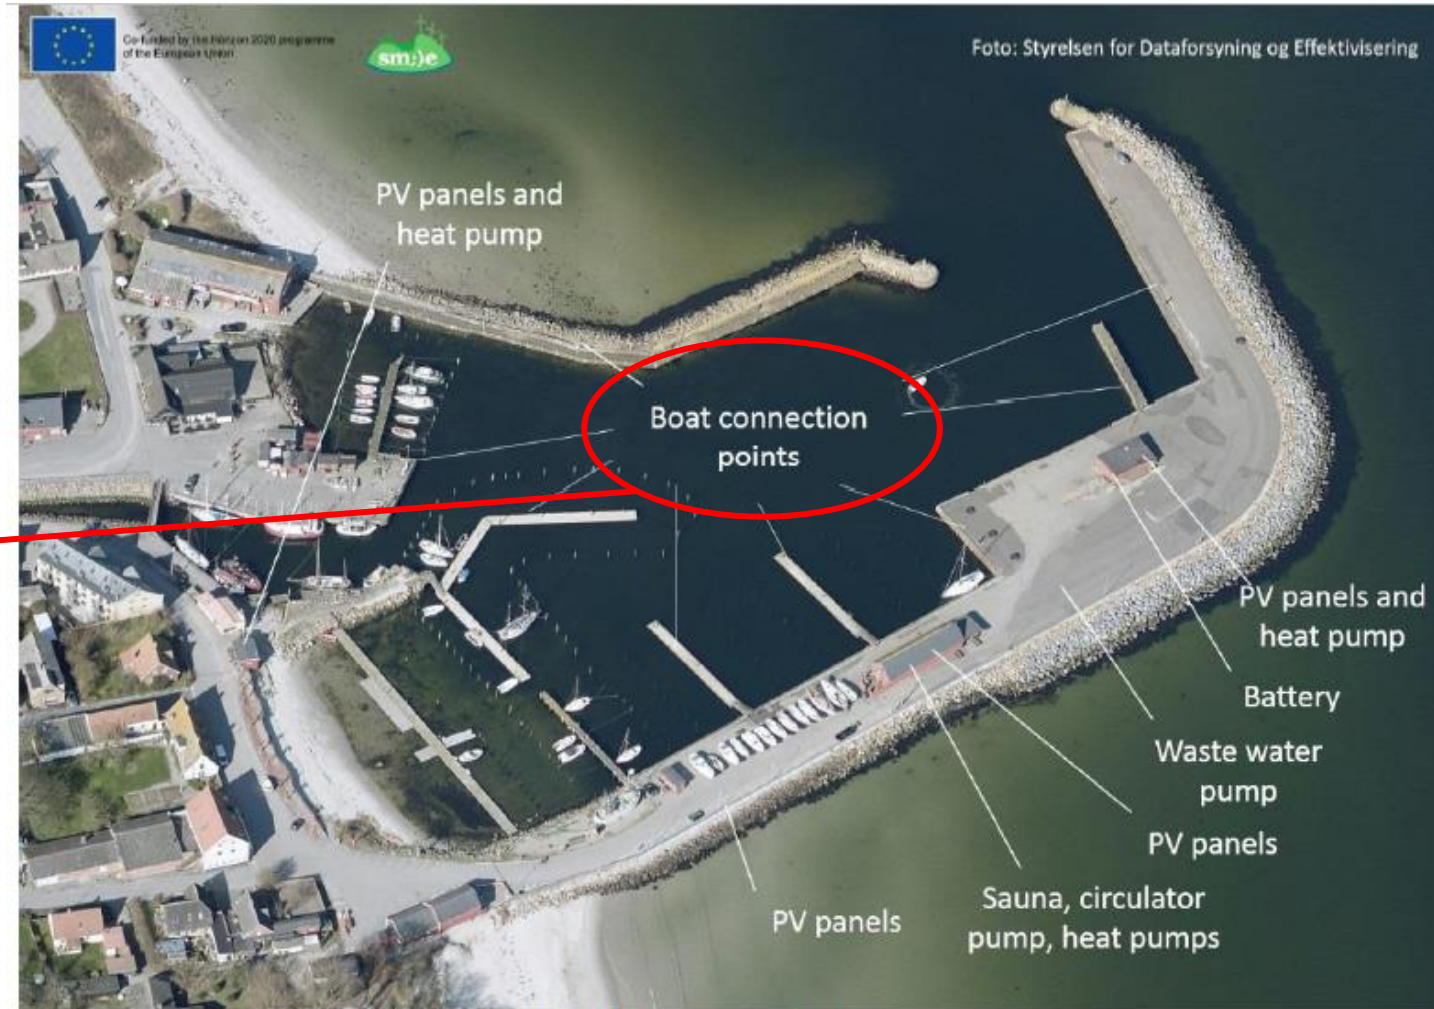 Co-funded by the Horizon 2020 programme
of the European Union
sm;)e
Foto: Styrelsen for Dataforsyning og Effektivisering
PV panels and
heat pump
Boat connection
points
PV panels and
heat pump
Battery
Waste water
pump
PV panels
Sauna, circulator
pump, heat pumps
PV panels